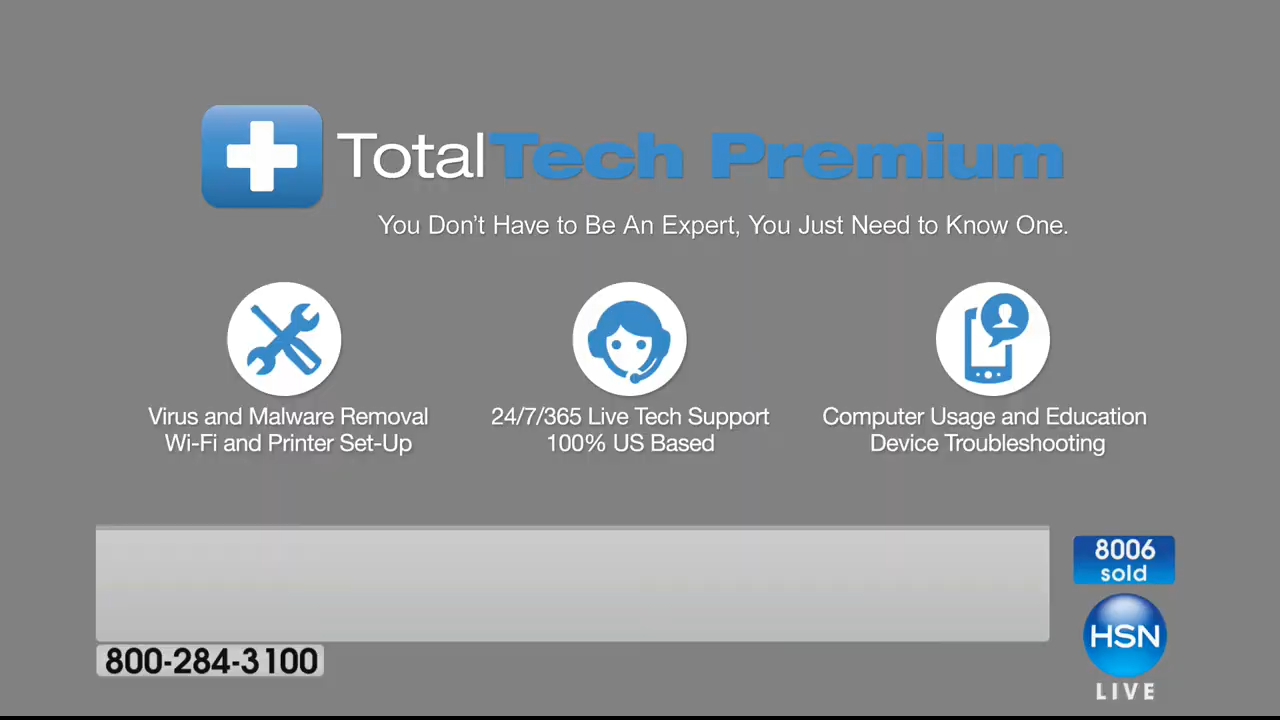 TotalTech Premium
You Don't Have to Be An Expert, You Just Need to Know One.
Virus and Malware Removal
Wi-Fi and Printer Set-Up
24/7/365 Live Tech Support
100% US Based
Computer Usage and Education
Device Troubleshooting
8006
sold
HSN
LIVE
800-284-3100